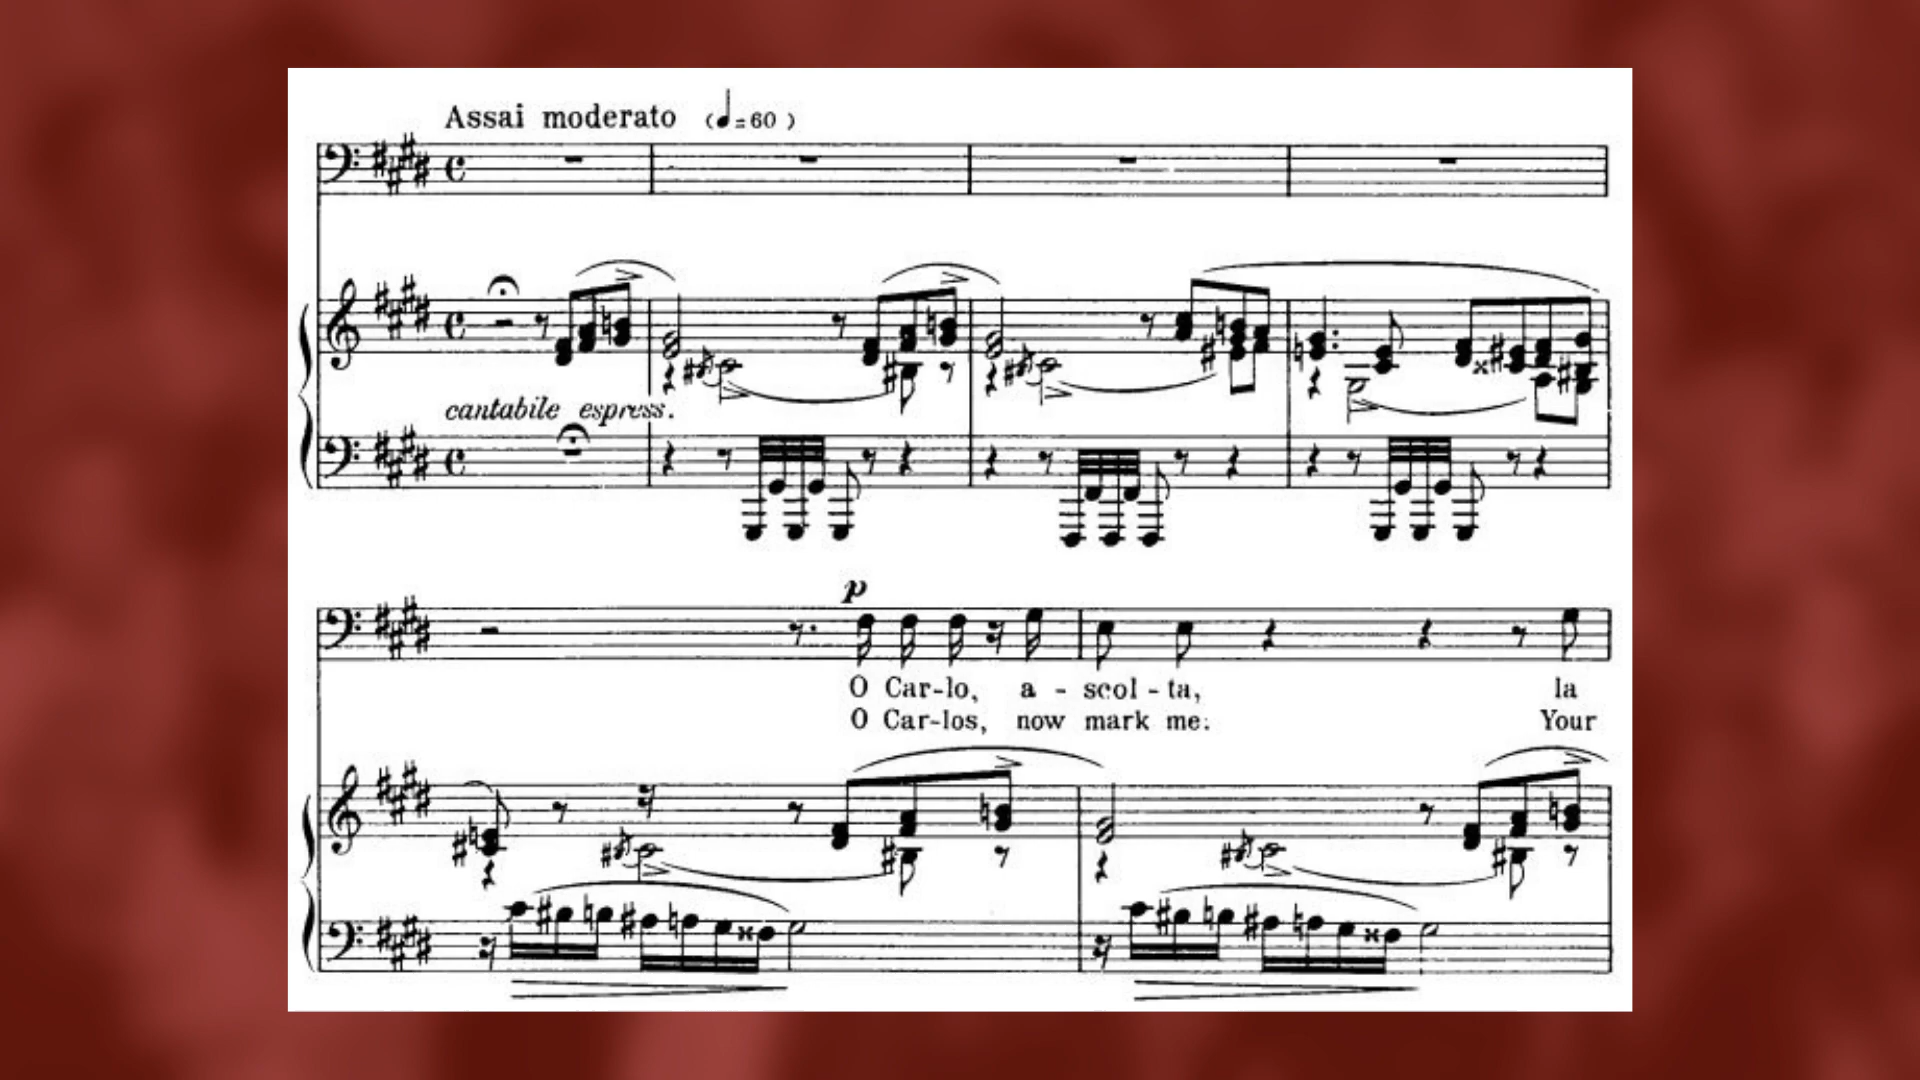 Assai moderato (♩=60)
cantabile espress.
p
O Car-lo, a - scol - ta, la
O Car-los, now mark me. Your